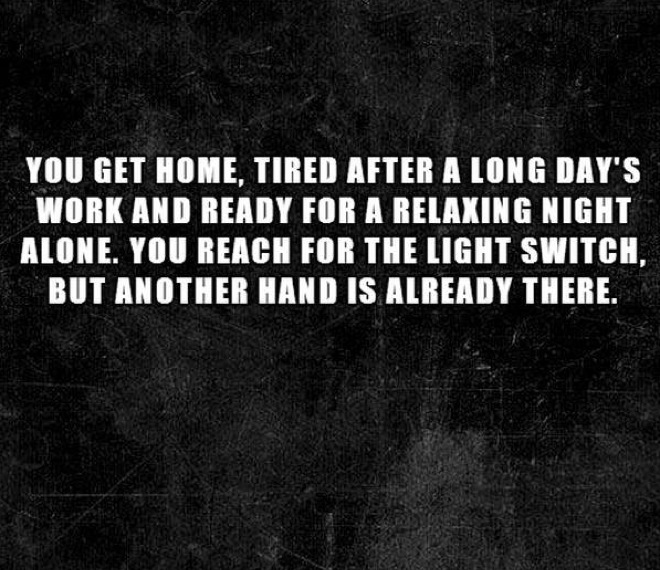 YOU GET HOME, TIRED AFTER A LONG DAY'S
WORK AND READY FOR A RELAXING NIGHT
ALONE. YOU REACH FOR THE LIGHT SWITCH,
BUT ANOTHER HAND IS ALREADY THERE.